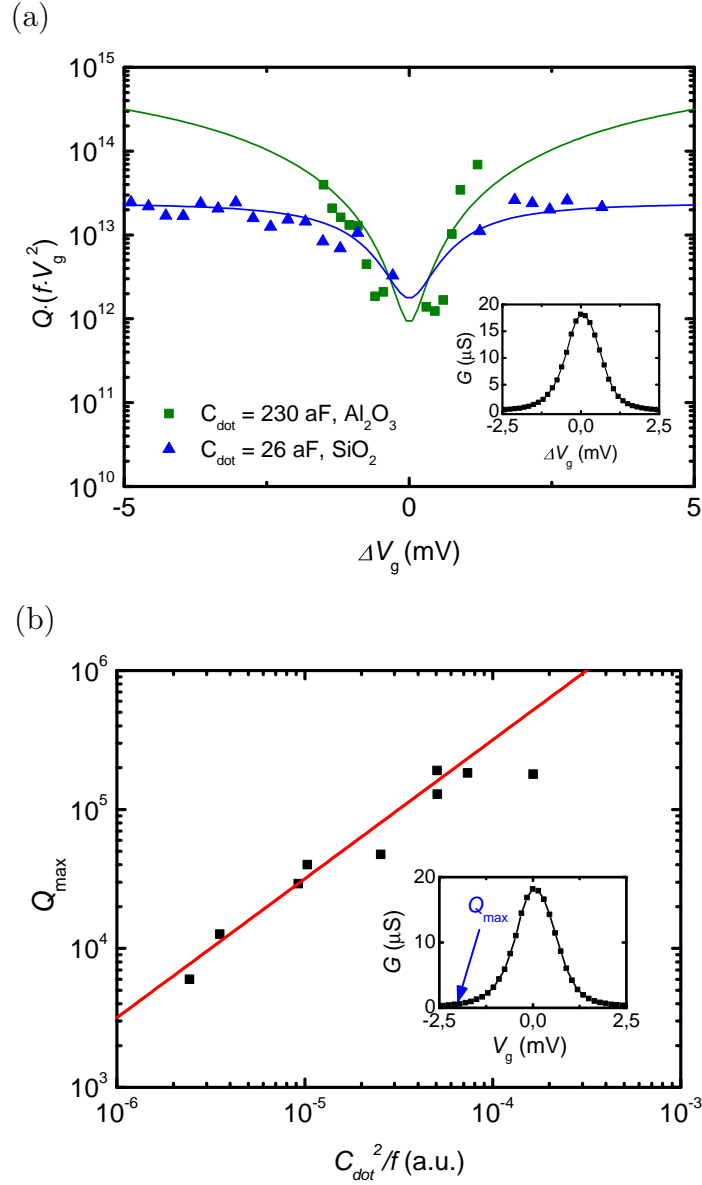 (a)
10^15
10^14
10^13
10^12
10^11
10^10
Q·(f·V_g^2)
C_dot = 230 aF, Al_2O_3
C_dot = 26 aF, SiO_2
20
15
10
5
0
G (μS)
-2,5 0,0 2,5
ΔV_g (mV)
-5 0 5
ΔV_g (mV)
(b)
10^6
10^5
10^4
10^3
Q_max
20
10
0
G (μS)
Q_max
-2,5 0,0 2,5
V_g (mV)
10^-6 10^-5 10^-4 10^-3
C_dot^2/f (a.u.)